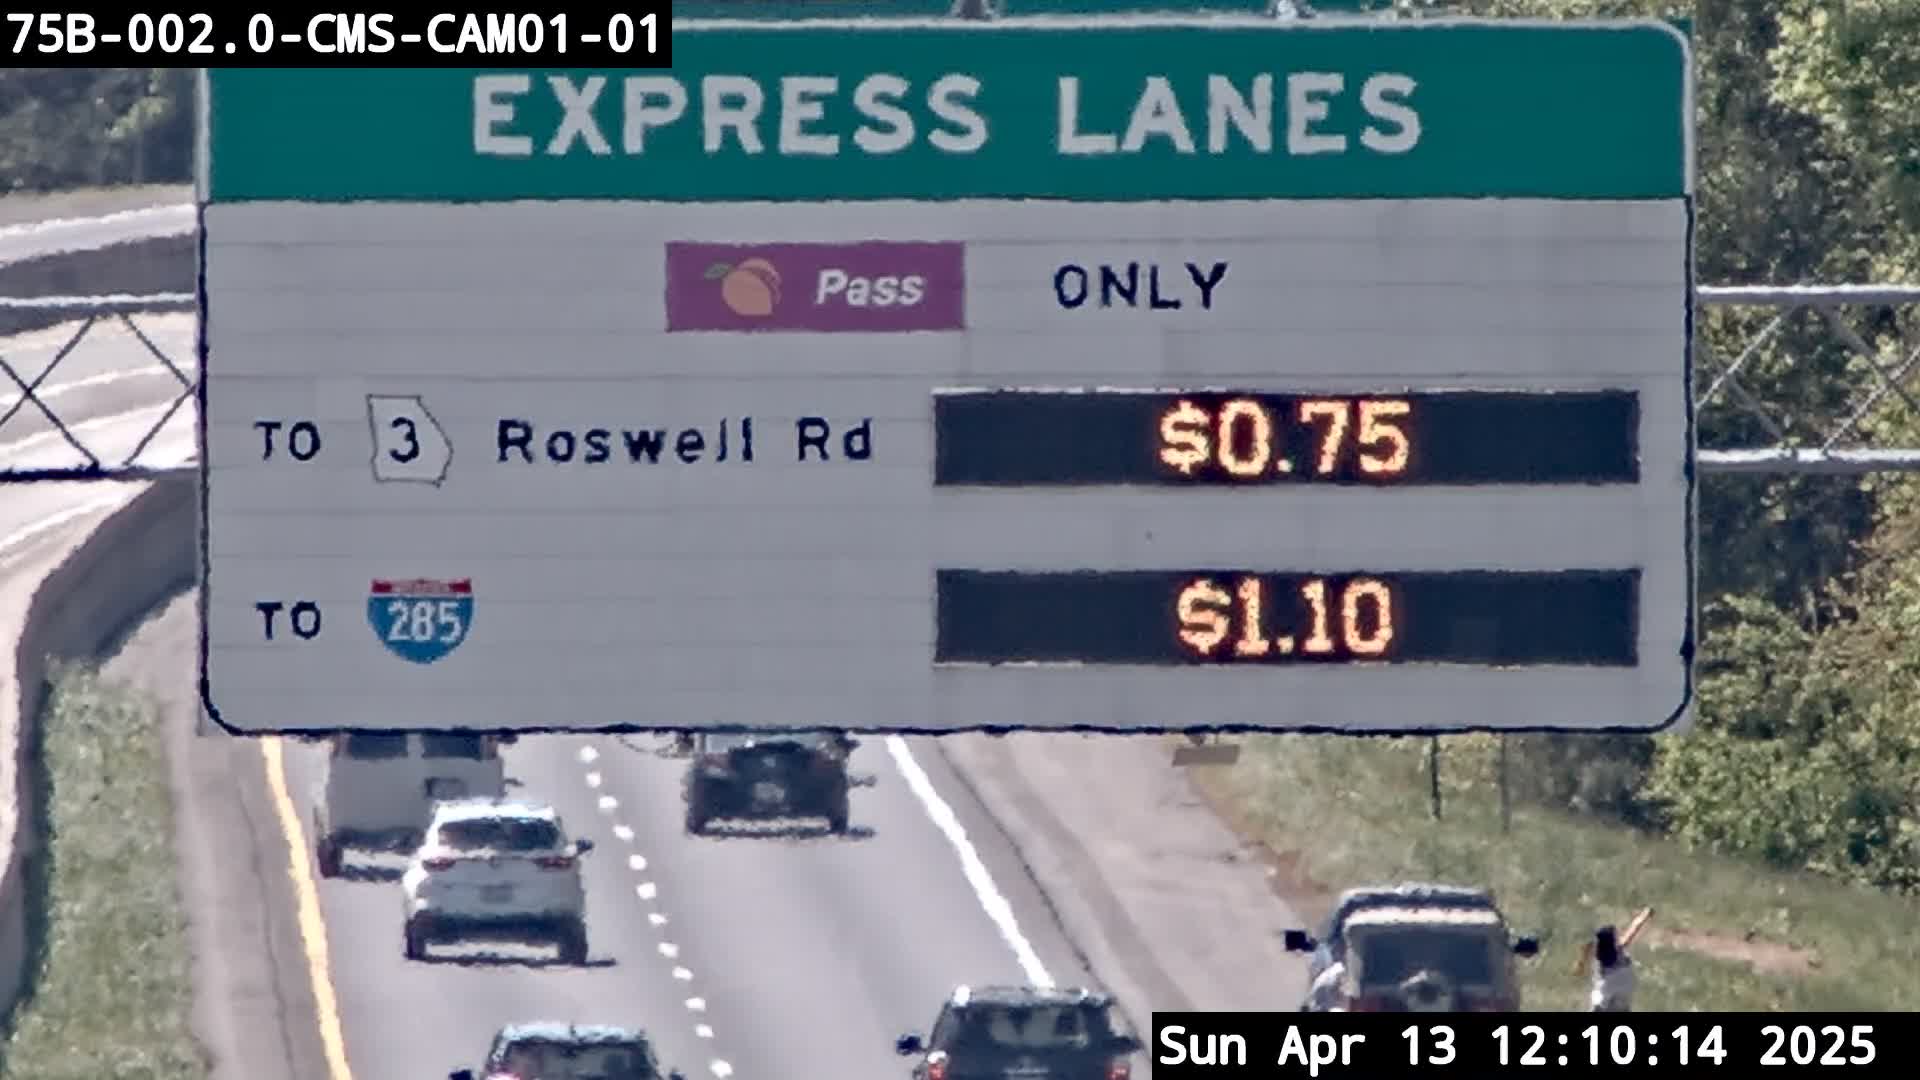 75B-002.0-CMS-CAM01-01
EXPRESS LANES
Pass ONLY
TO 3 Roswell Rd $0.75
TO 285 $1.10
Sun Apr 13 12:10:14 2025